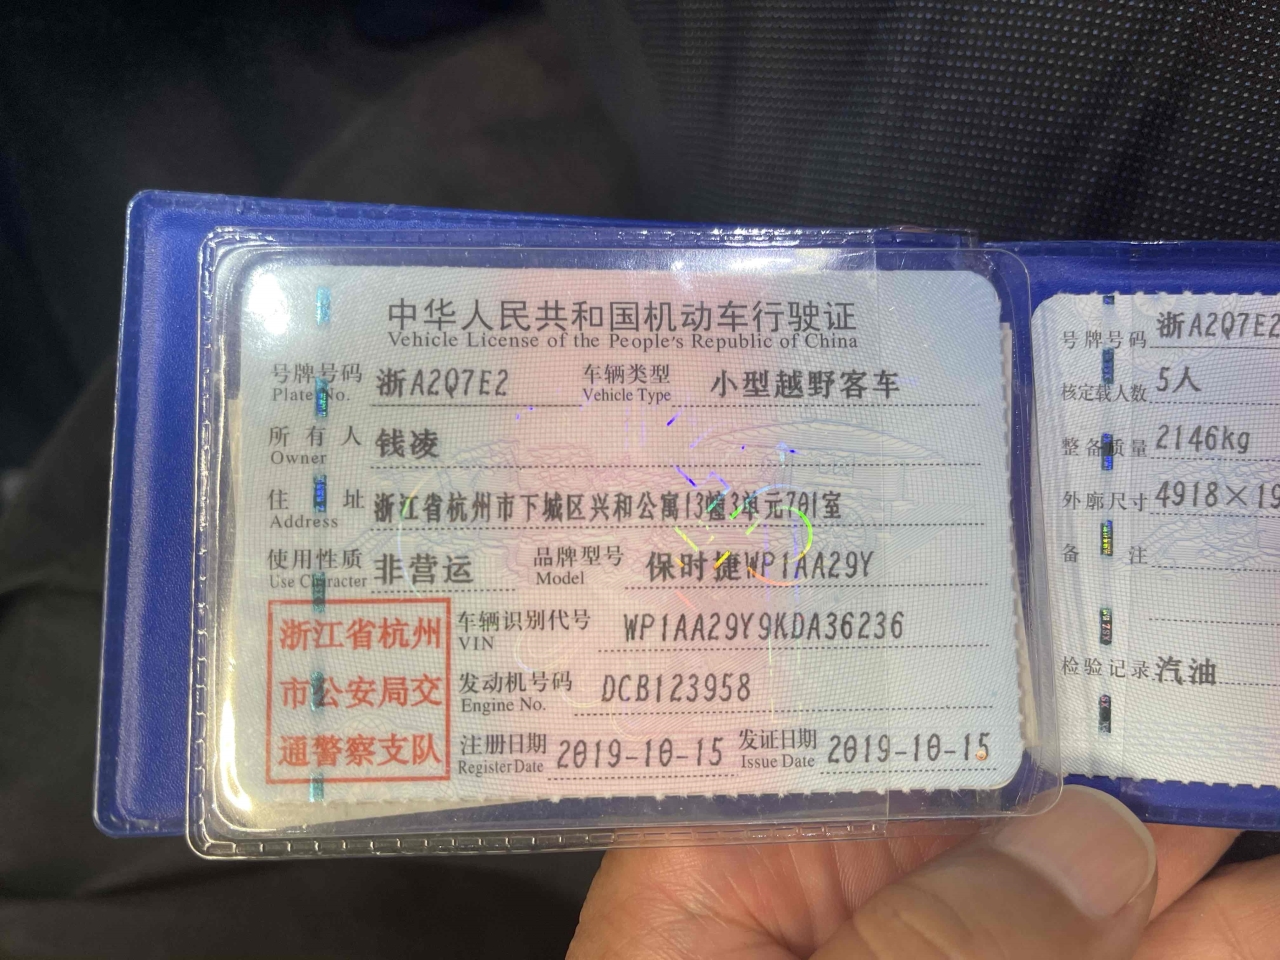 中华人民共和国机动车行驶证
Vehicle License of the People's Republic of China
号牌号码 浙A2Q7E2 车辆类型 小型越野客车
Plate No. Vehicle Type
所有人 钱凌
Owner
住址 浙江省杭州市下城区兴和公寓13幢3单元701室
Address
使用性质 非营运 品牌型号 保时捷WP1AA29Y
Use Character Model
浙江省杭州
市公安局交
通警察支队
车辆识别代号 WP1AA29Y9KDA36236
VIN
发动机号码 DCB123958
Engine No.
注册日期 2019-10-15 发证日期 2019-10-15
Register Date Issue Date
号牌号码 浙A2Q7E2
核定载人数 5人
整备质量 2146kg
外廓尺寸 4918×19
备注
检验记录 汽油